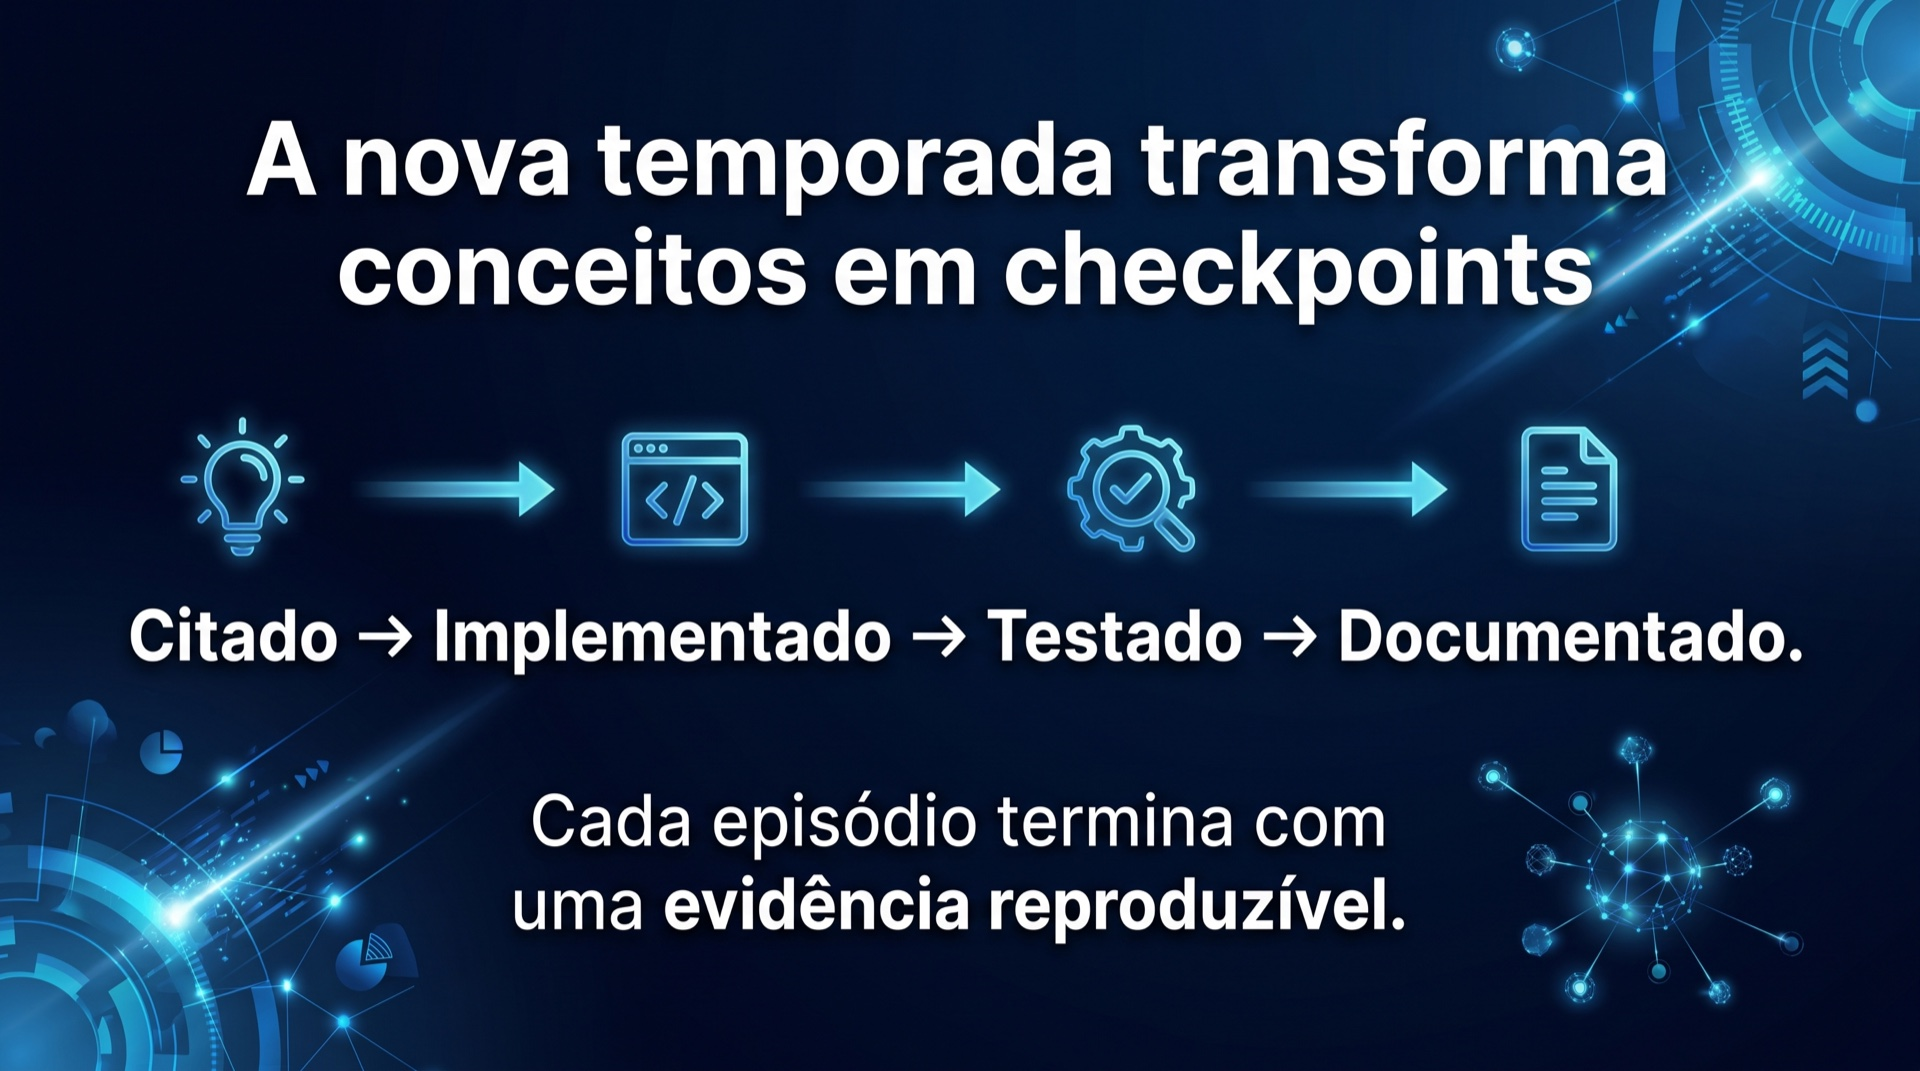 A nova temporada transforma
conceitos em checkpoints
</>
Citado → Implementado → Testado → Documentado.
Cada episódio termina com
uma evidência reproduzível.